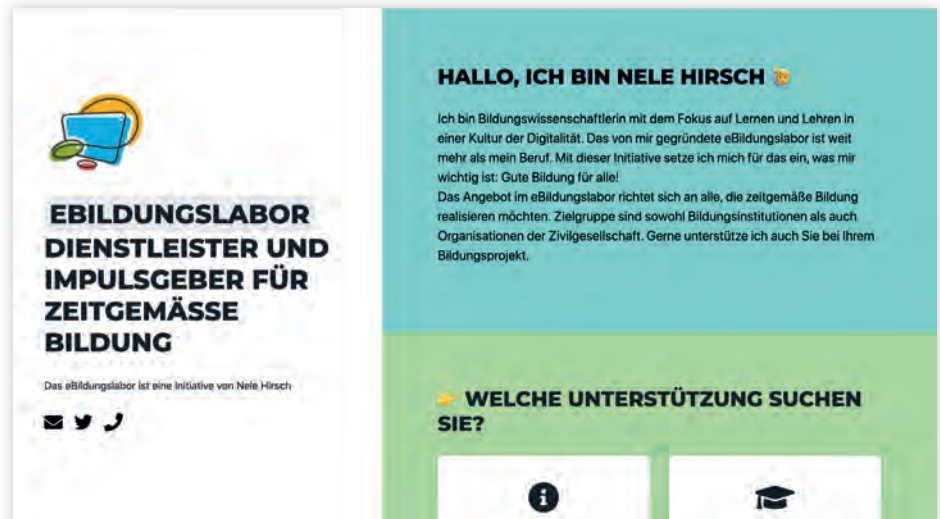 EBILDUNGSLABOR
DIENSTLEISTER UND
IMPULSGEBER FÜR
ZEITGEMÄSSE
BILDUNG
Das eBildungslabor ist eine Initiative von Nele Hirsch
HALLO, ICH BIN NELE HIRSCH
Ich bin Bildungswissenschaftlerin mit dem Fokus auf Lernen und Lehren in
einer Kultur der Digitalität. Das von mir gegründete eBildungslabor ist weit
mehr als mein Beruf. Mit dieser Initiative setze ich mich für das ein, was mir
wichtig ist: Gute Bildung für alle!
Das Angebot im eBildungslabor richtet sich an alle, die zeitgemäße Bildung
realisieren möchten. Zielgruppe sind sowohl Bildungsinstitutionen als auch
Organisationen der Zivilgesellschaft. Gerne unterstütze ich auch Sie bei Ihrem
Bildungsprojekt.
WELCHE UNTERSTÜTZUNG SUCHEN
SIE?